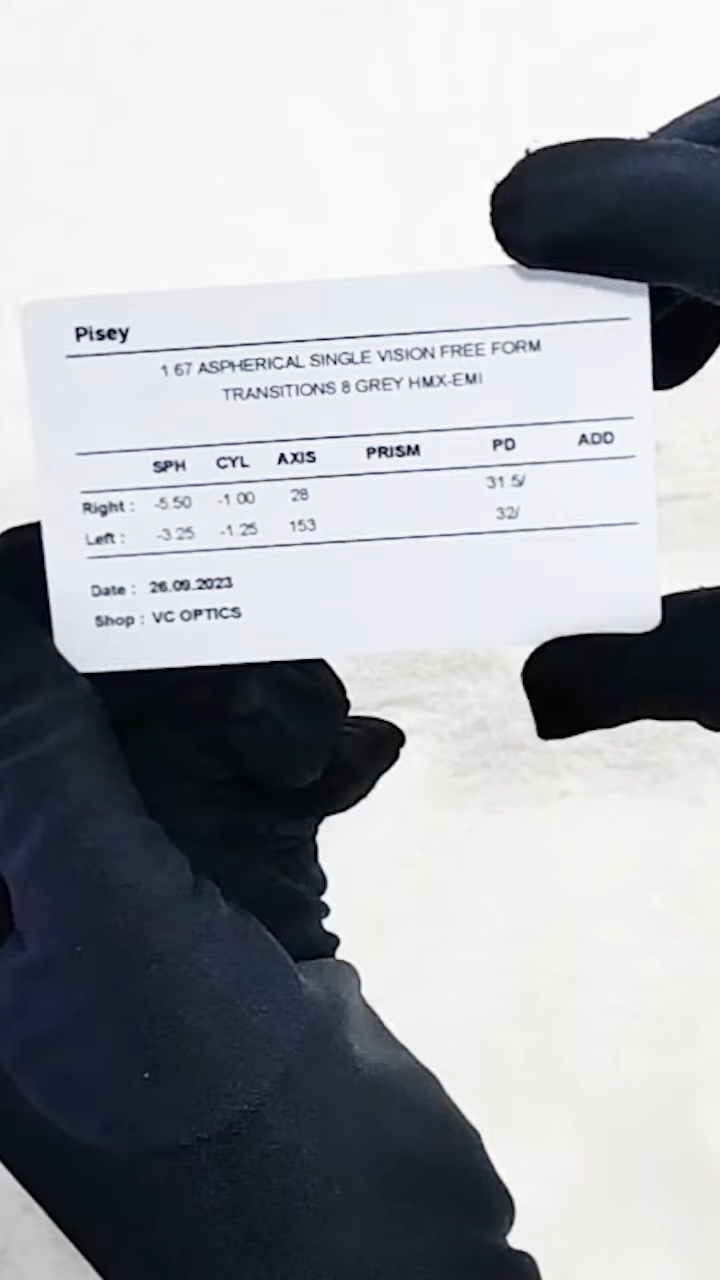 Pisey
1.67 ASPHERICAL SINGLE VISION FREE FORM
TRANSITIONS 8 GREY HMX-EMI
SPH CYL AXIS PRISM PD ADD
Right : -5.50 -1.00 28 31.5/
Left : -3.25 -1.25 153 32/
Date : 26.09.2023
Shop : VC OPTICS